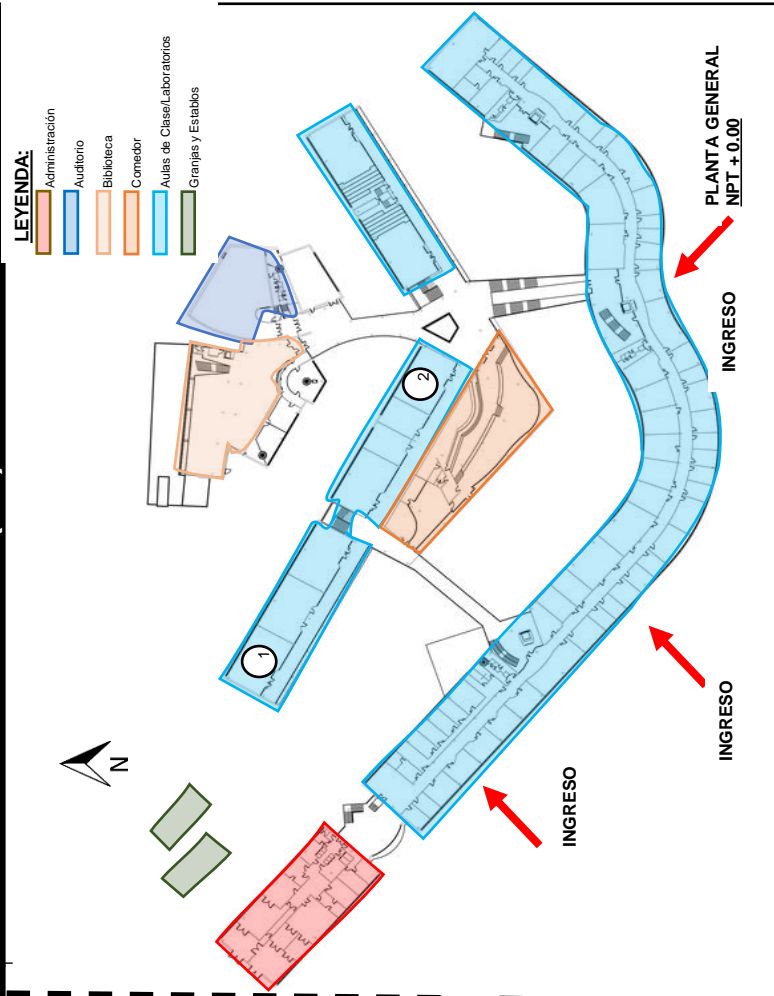 LEYENDA:
Administración
Auditorio
Biblioteca
Comedor
Aulas de Clase/Laboratorios
Granjas y Establos
N
1
2
INGRESO
INGRESO
INGRESO
PLANTA GENERAL
NPT + 0.00